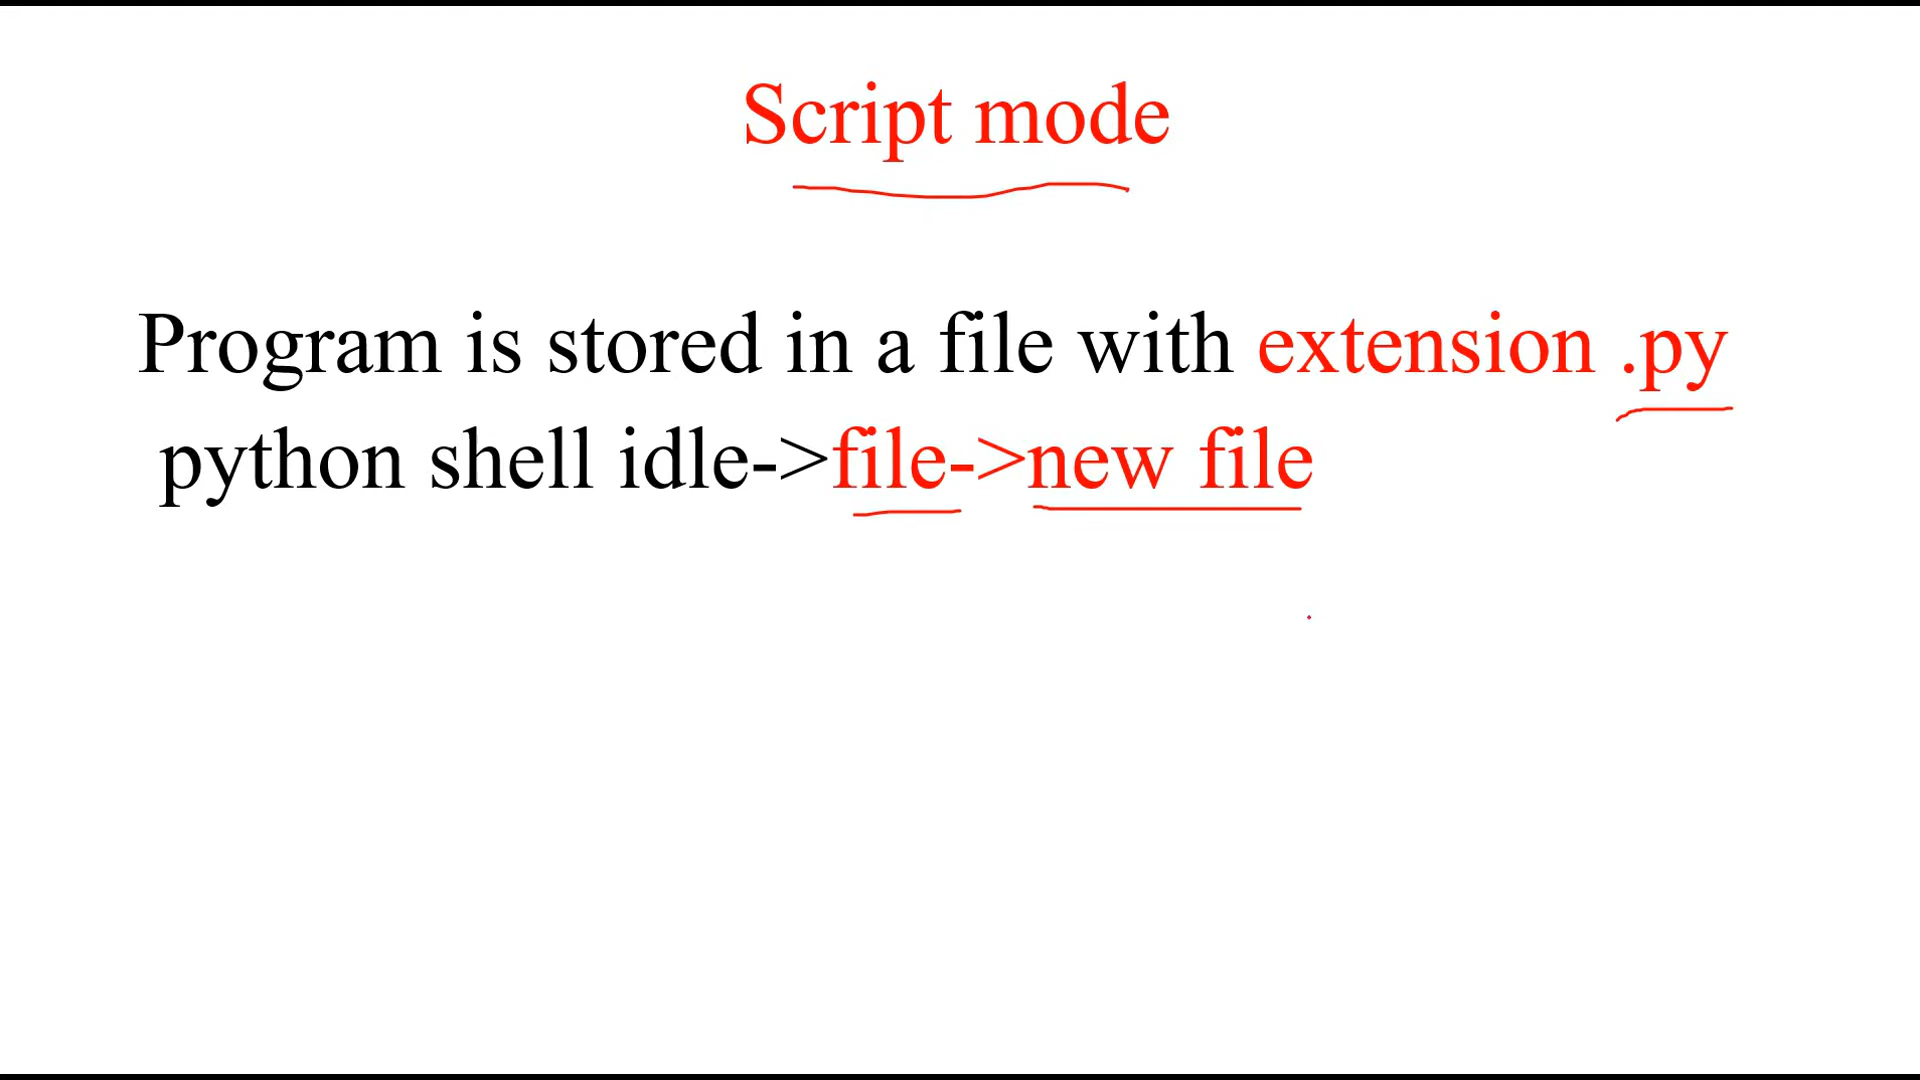 Script mode
Program is stored in a file with extension .py
python shell idle->file->new file